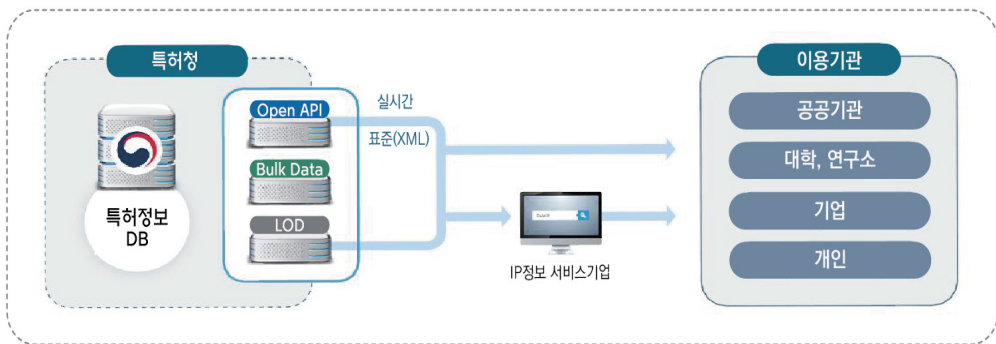 특허청
특허정보
DB
Open API
Bulk Data
LOD
실시간
표준(XML)
IP정보 서비스기업
이용기관
공공기관
대학, 연구소
기업
개인